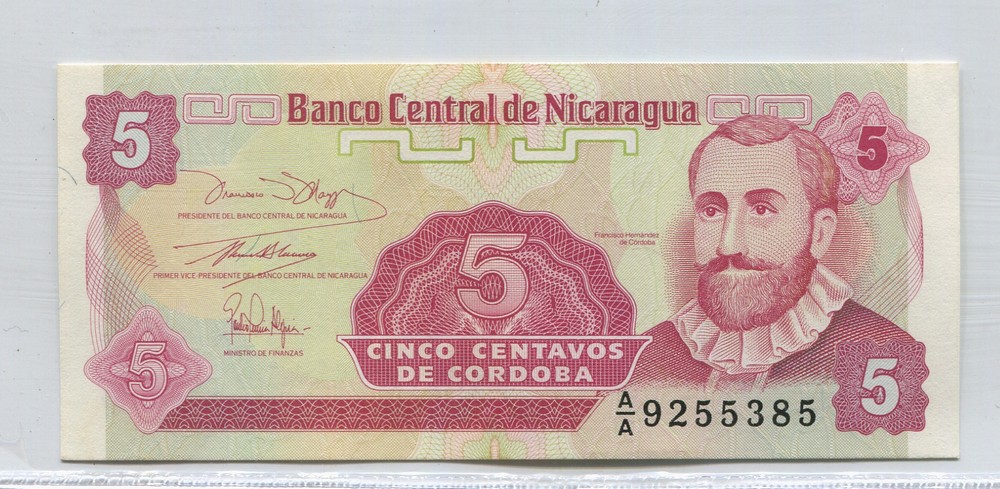 Banco Central de Nicaragua
5
5
PRESIDENTE DEL BANCO CENTRAL DE NICARAGUA
Francisco Hernández
de Córdoba
PRIMER VICE-PRESIDENTE DEL BANCO CENTRAL DE NICARAGUA
5
MINISTRO DE FINANZAS
CINCO CENTAVOS
DE CORDOBA
5
5
A/A 9255385